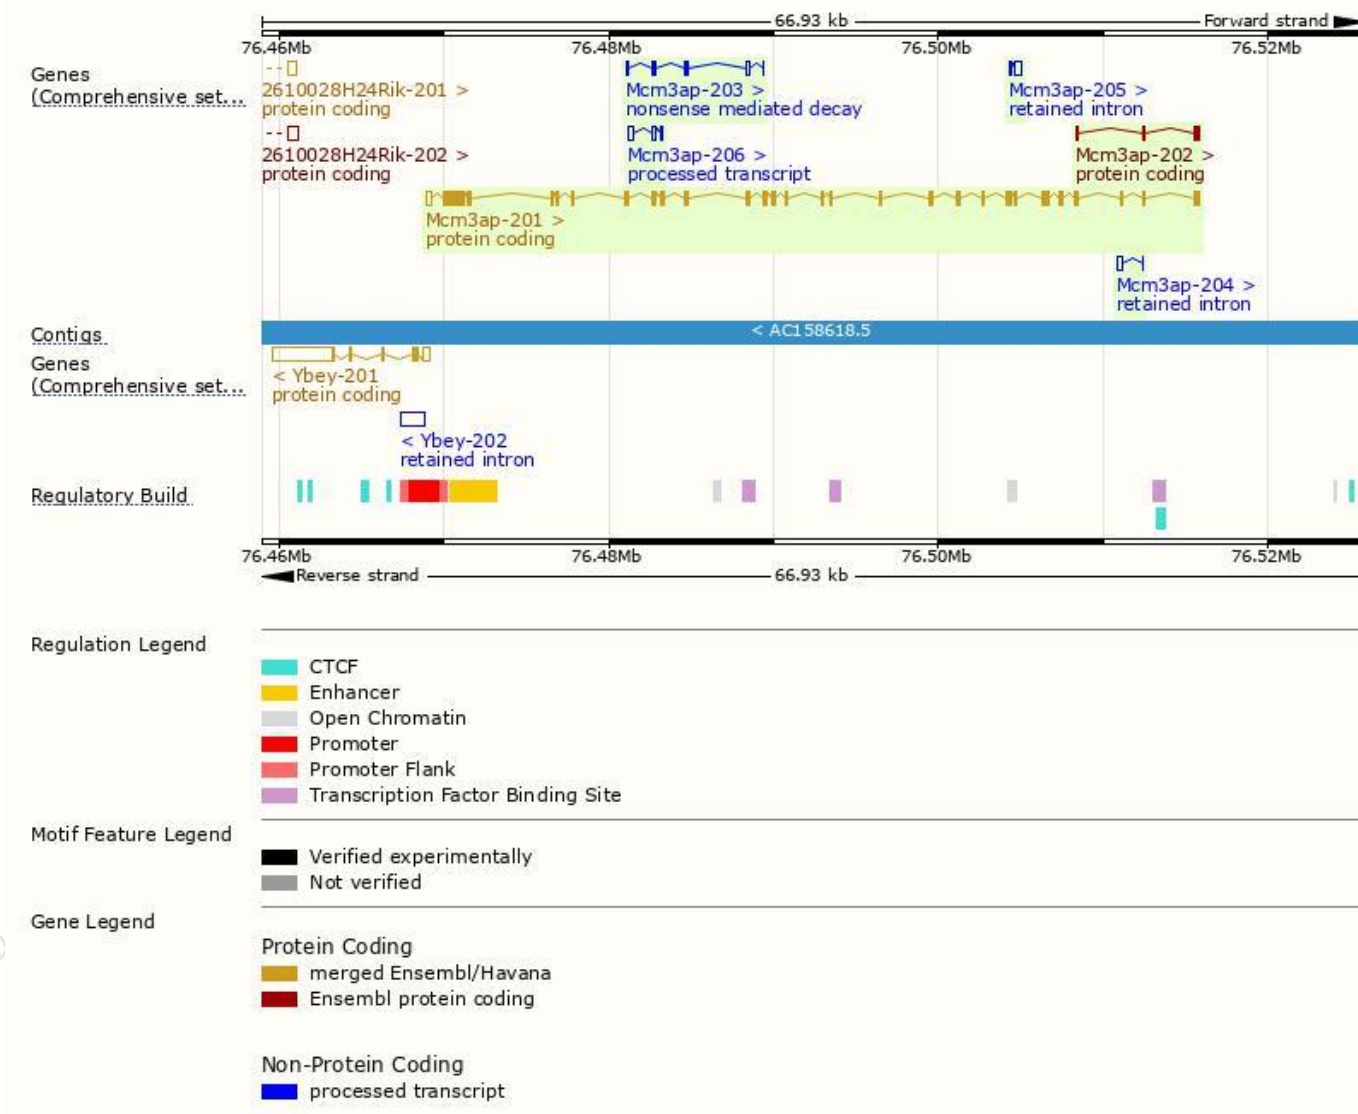 66.93 kb Forward strand
76.46Mb 76.48Mb 76.50Mb 76.52Mb
Genes
(Comprehensive set...
2610028H24Rik-201 >
protein coding
Mcm3ap-203 >
nonsense mediated decay
Mcm3ap-205 >
retained intron
2610028H24Rik-202 >
protein coding
Mcm3ap-206 >
processed transcript
Mcm3ap-202 >
protein coding
Mcm3ap-201 >
protein coding
Mcm3ap-204 >
retained intron
Contigs
< AC158618.5
Genes
(Comprehensive set...
< Ybey-201
protein coding
< Ybey-202
retained intron
Regulatory Build
76.46Mb 76.48Mb 76.50Mb 76.52Mb
Reverse strand 66.93 kb
Regulation Legend
CTCF
Enhancer
Open Chromatin
Promoter
Promoter Flank
Transcription Factor Binding Site
Motif Feature Legend
Verified experimentally
Not verified
Gene Legend
Protein Coding
merged Ensembl/Havana
Ensembl protein coding
Non-Protein Coding
processed transcript